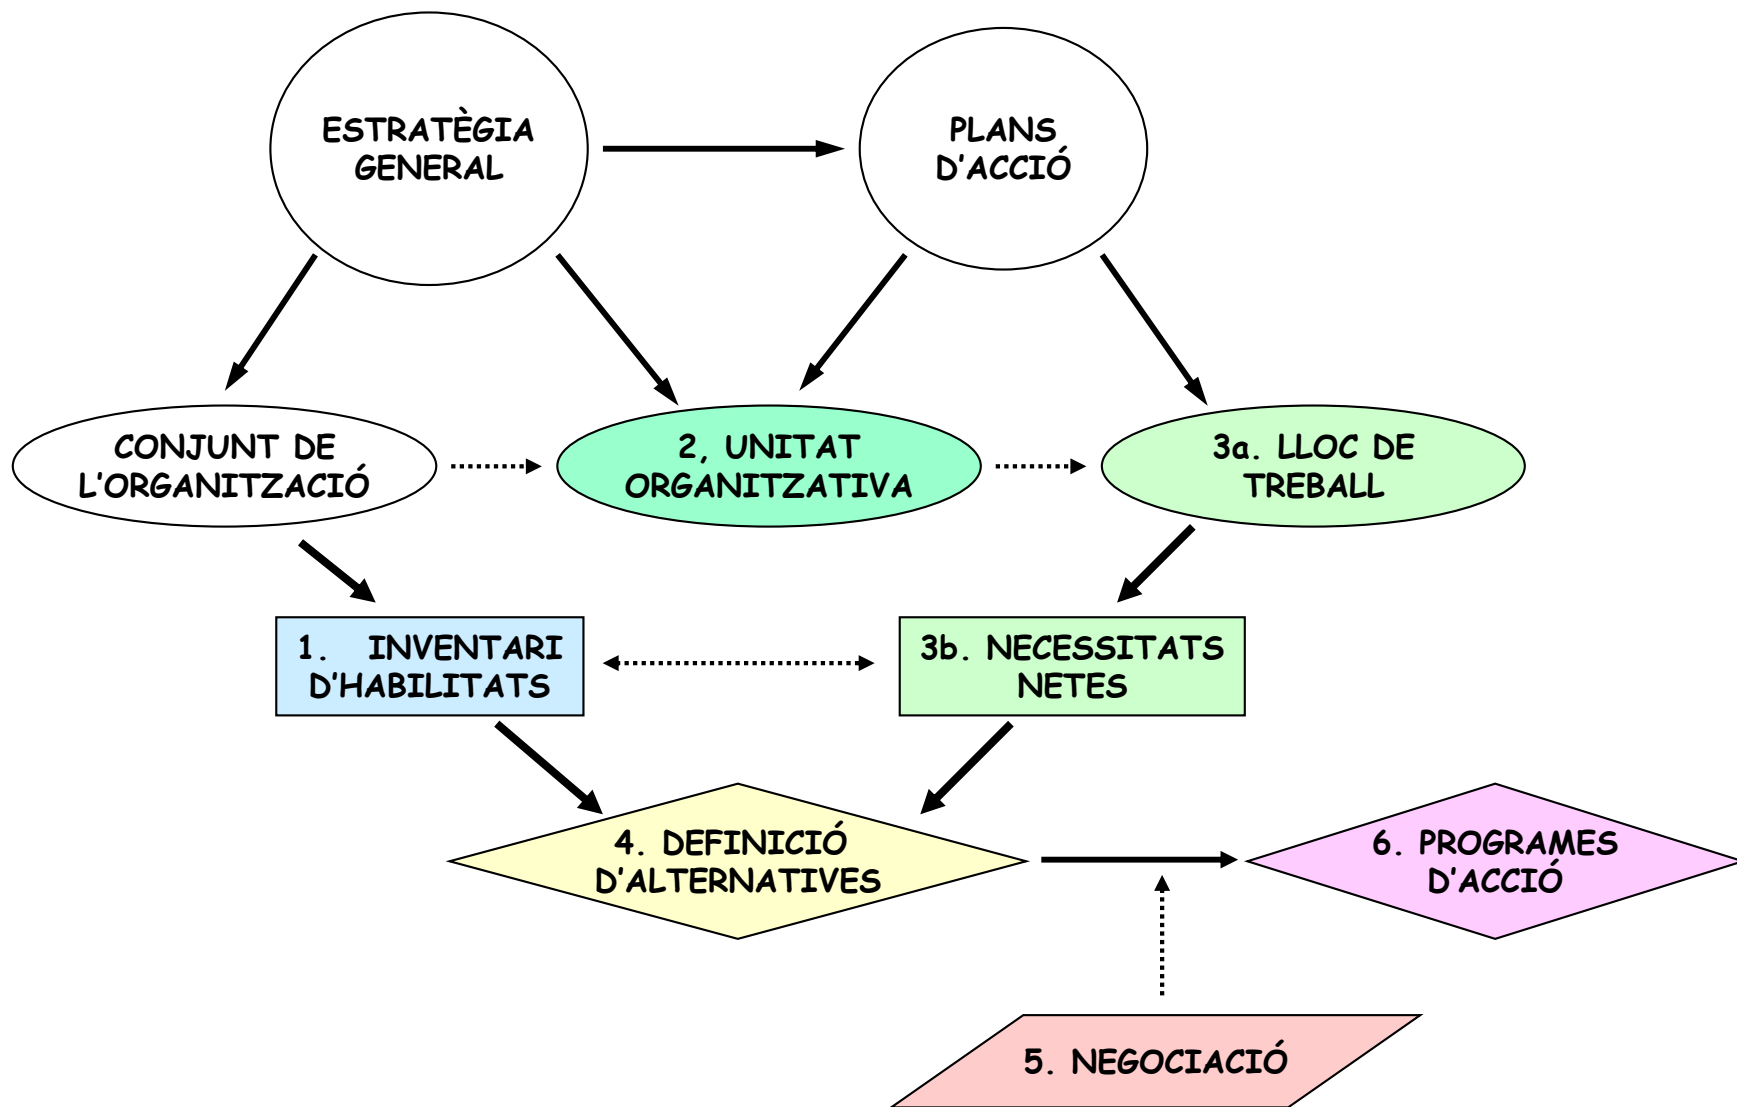 ESTRATÈGIA
GENERAL
PLANS
D'ACCIÓ
CONJUNT DE
L'ORGANITZACIÓ
2, UNITAT
ORGANITZATIVA
3a. LLOC DE
TREBALL
1. INVENTARI
D'HABILITATS
3b. NECESSITATS
NETES
4. DEFINICIÓ
D'ALTERNATIVES
6. PROGRAMES
D'ACCIÓ
5. NEGOCIACIÓ